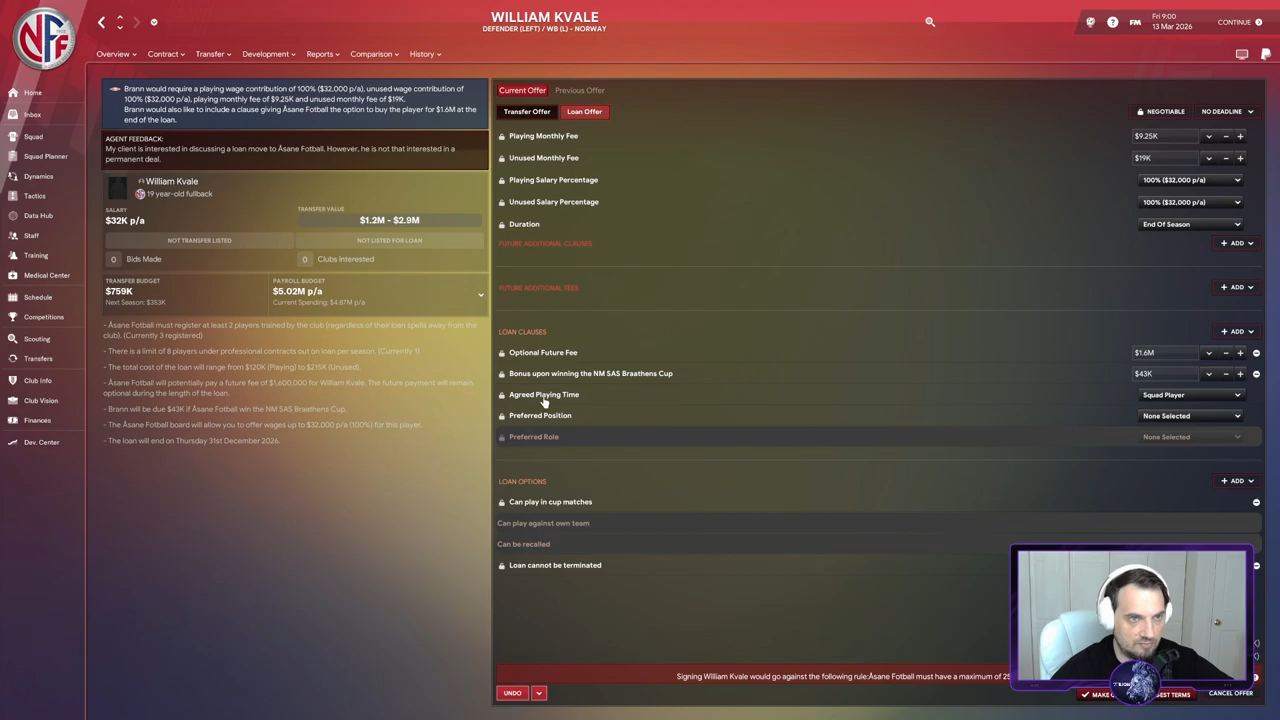 WILLIAM KVALE
DEFENDER (LEFT) / WB (L) - NORWAY
NFF
FM
Fri 9:00
13 Mar 2026
CONTINUE
Overview
Contract
Transfer
Development
Reports
Comparison
History
Home
Inbox
Squad
Squad Planner
Dynamics
Tactics
Data Hub
Staff
Training
Medical Center
Schedule
Competitions
Scouting
Transfers
Club Info
Club Vision
Finances
Dev. Center
Brann would require a playing wage contribution of 100% ($32,000 p/a), unused wage contribution of
100% ($32,000 p/a), playing monthly fee of $9.25K and unused monthly fee of $19K.
Brann would also like to include a clause giving Åsane Fotball the option to buy the player for $1.6M at the
end of the loan.
AGENT FEEDBACK:
My client is interested in discussing a loan move to Åsane Fotball. However, he is not that interested in a
permanent deal.
William Kvale
19 year-old fullback
SALARY
$32K p/a
TRANSFER VALUE
$1.2M - $2.9M
NOT TRANSFER LISTED
NOT LISTED FOR LOAN
0 Bids Made
0 Clubs Interested
TRANSFER BUDGET
$759K
Next Season: $353K
PAYROLL BUDGET
$5.02M p/a
Current Spending: $4.87M p/a
- Åsane Fotball must register at least 2 players trained by the club (regardless of their loan spells away from the
club). (Currently 3 registered)
- There is a limit of 8 players under professional contracts out on loan per season. (Currently 1)
- The total cost of the loan will range from $120K (Playing) to $215K (Unused).
- Åsane Fotball will potentially pay a future fee of $1,600,000 for William Kvale. The future payment will remain
optional during the length of the loan.
- Brann will be due $43K if Åsane Fotball win the NM SAS Braathens Cup.
- The Åsane Fotball board will allow you to offer wages up to $32,000 p/a (100%) for this player.
- The loan will end on Thursday 31st December 2026.
Current Offer
Previous Offer
Transfer Offer
Loan Offer
NEGOTIABLE
NO DEADLINE
Playing Monthly Fee
$9.25K
Unused Monthly Fee
$19K
Playing Salary Percentage
100% ($32,000 p/a)
Unused Salary Percentage
100% ($32,000 p/a)
Duration
End Of Season
FUTURE ADDITIONAL CLAUSES
ADD
FUTURE ADDITIONAL FEES
ADD
LOAN CLAUSES
ADD
Optional Future Fee
$1.6M
Bonus upon winning the NM SAS Braathens Cup
$43K
Agreed Playing Time
Squad Player
Preferred Position
None Selected
Preferred Role
None Selected
LOAN OPTIONS
ADD
Can play in cup matches
Can play against own team
Can be recalled
Loan cannot be terminated
Signing William Kvale would go against the following rule:Åsane Fotball must have a maximum of 25
UNDO
TERMS
CANCEL OFFER